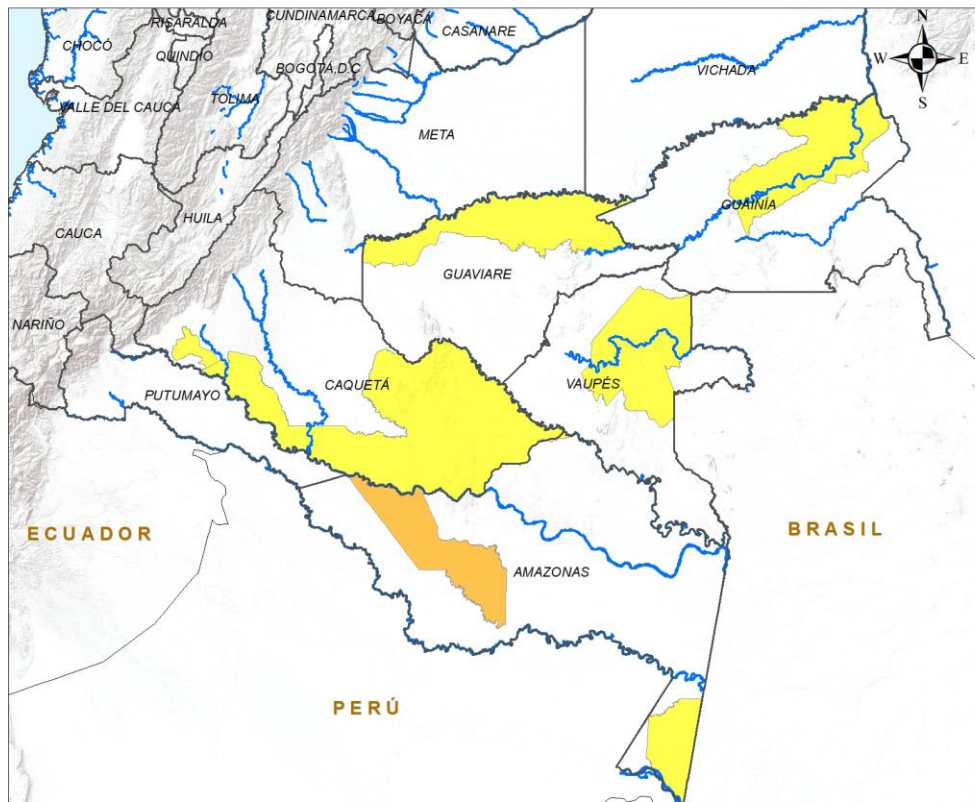 RISARALDA
CUNDINAMARCA
BOYACÁ
CASANARE
N
CHOCÓ
QUINDIO
BOGOTÁ,D.C
VICHADA
W
E
S
VALLE DEL CAUCA
TOLIMA
META
HUILA
GUAINÍA
CAUCA
GUAVIARE
NARIÑO
CAQUETÁ
VAUPÉS
PUTUMAYO
ECUADOR
BRASIL
AMAZONAS
PERÚ